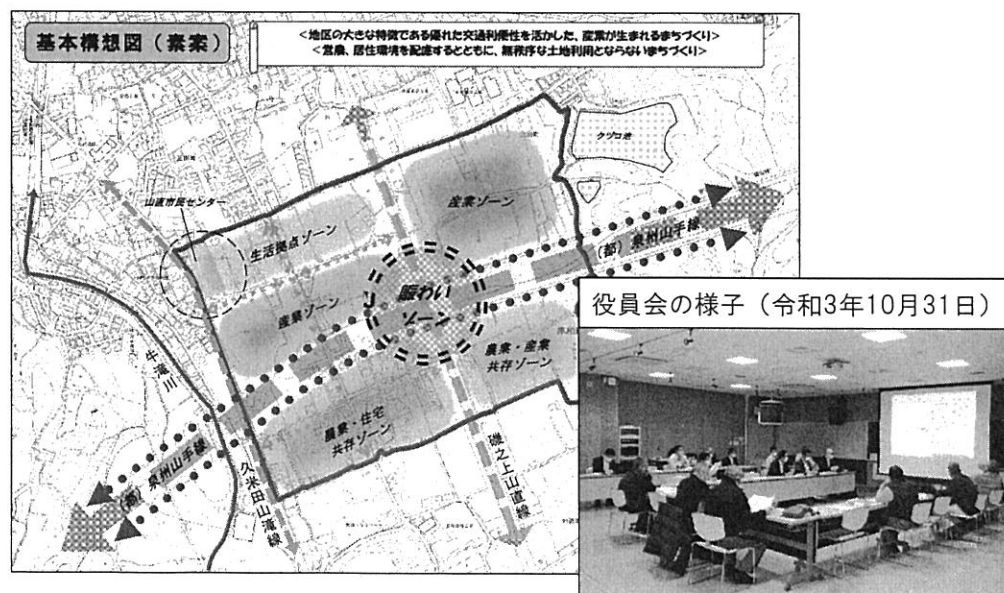 基本構想図（素案）
＜地区の大きな特徴である優れた交通利便性を活かした、産業が生まれるまちづくり＞
＜営農、居住環境を配慮するとともに、無秩序な土地利用とならないまちづくり＞
クヅコ池
山直市民センター
産業ゾーン
生活拠点ゾーン
（都）泉州山手線
賑わい
ゾーン
産業ゾーン
役員会の様子（令和3年10月31日）
農業・産業
共存ゾーン
牛滝川
農業・住宅
共存ゾーン
（都）泉州山手線
久米田山滝線
磯之上山直線